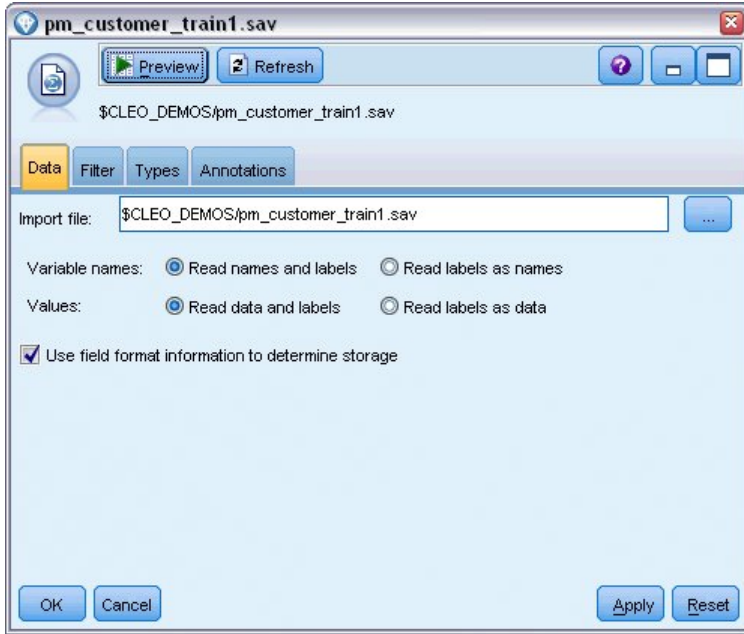 pm_customer_train1.sav
Preview Refresh
$CLEO_DEMOS/pm_customer_train1.sav
Data Filter Types Annotations
Import file: $CLEO_DEMOS/pm_customer_train1.sav ...
Variable names: Read names and labels Read labels as names
Values: Read data and labels Read labels as data
Use field format information to determine storage
OK Cancel Apply Reset